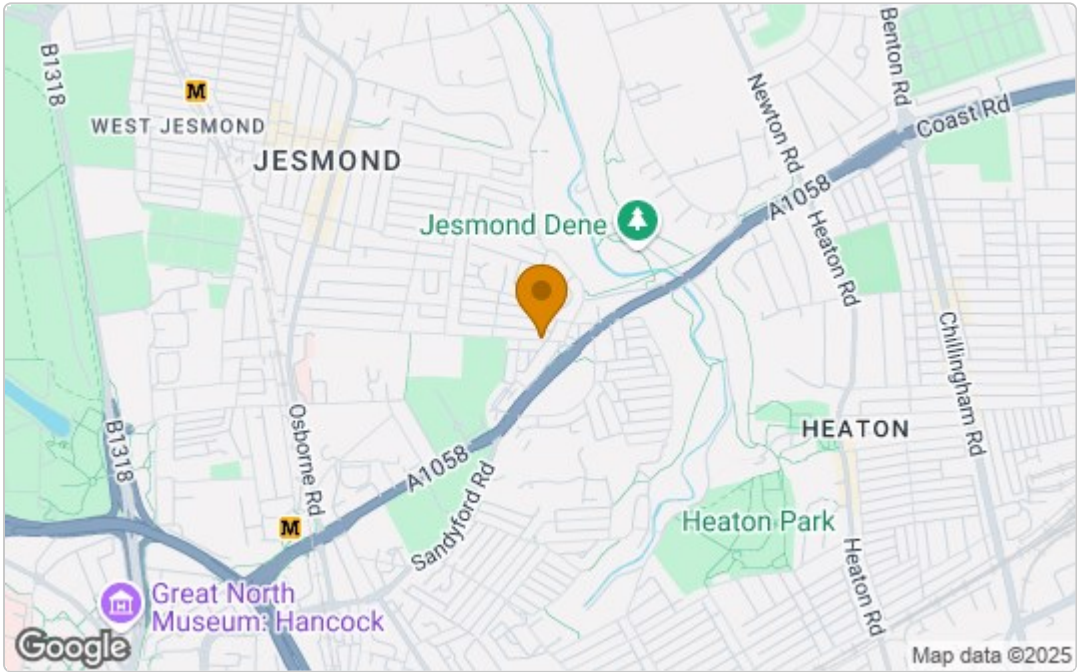 B1318
Benton Rd
M
WEST JESMOND
Coast Rd
JESMOND
Newton Rd
A1058
Jesmond Dene
Heaton Rd
Chillingham Rd
Osborne Rd
B1318
HEATON
A1058
Sandyford Rd
M
Heaton Park
Heaton Rd
Great North
Museum: Hancock
Google
Map data ©2025